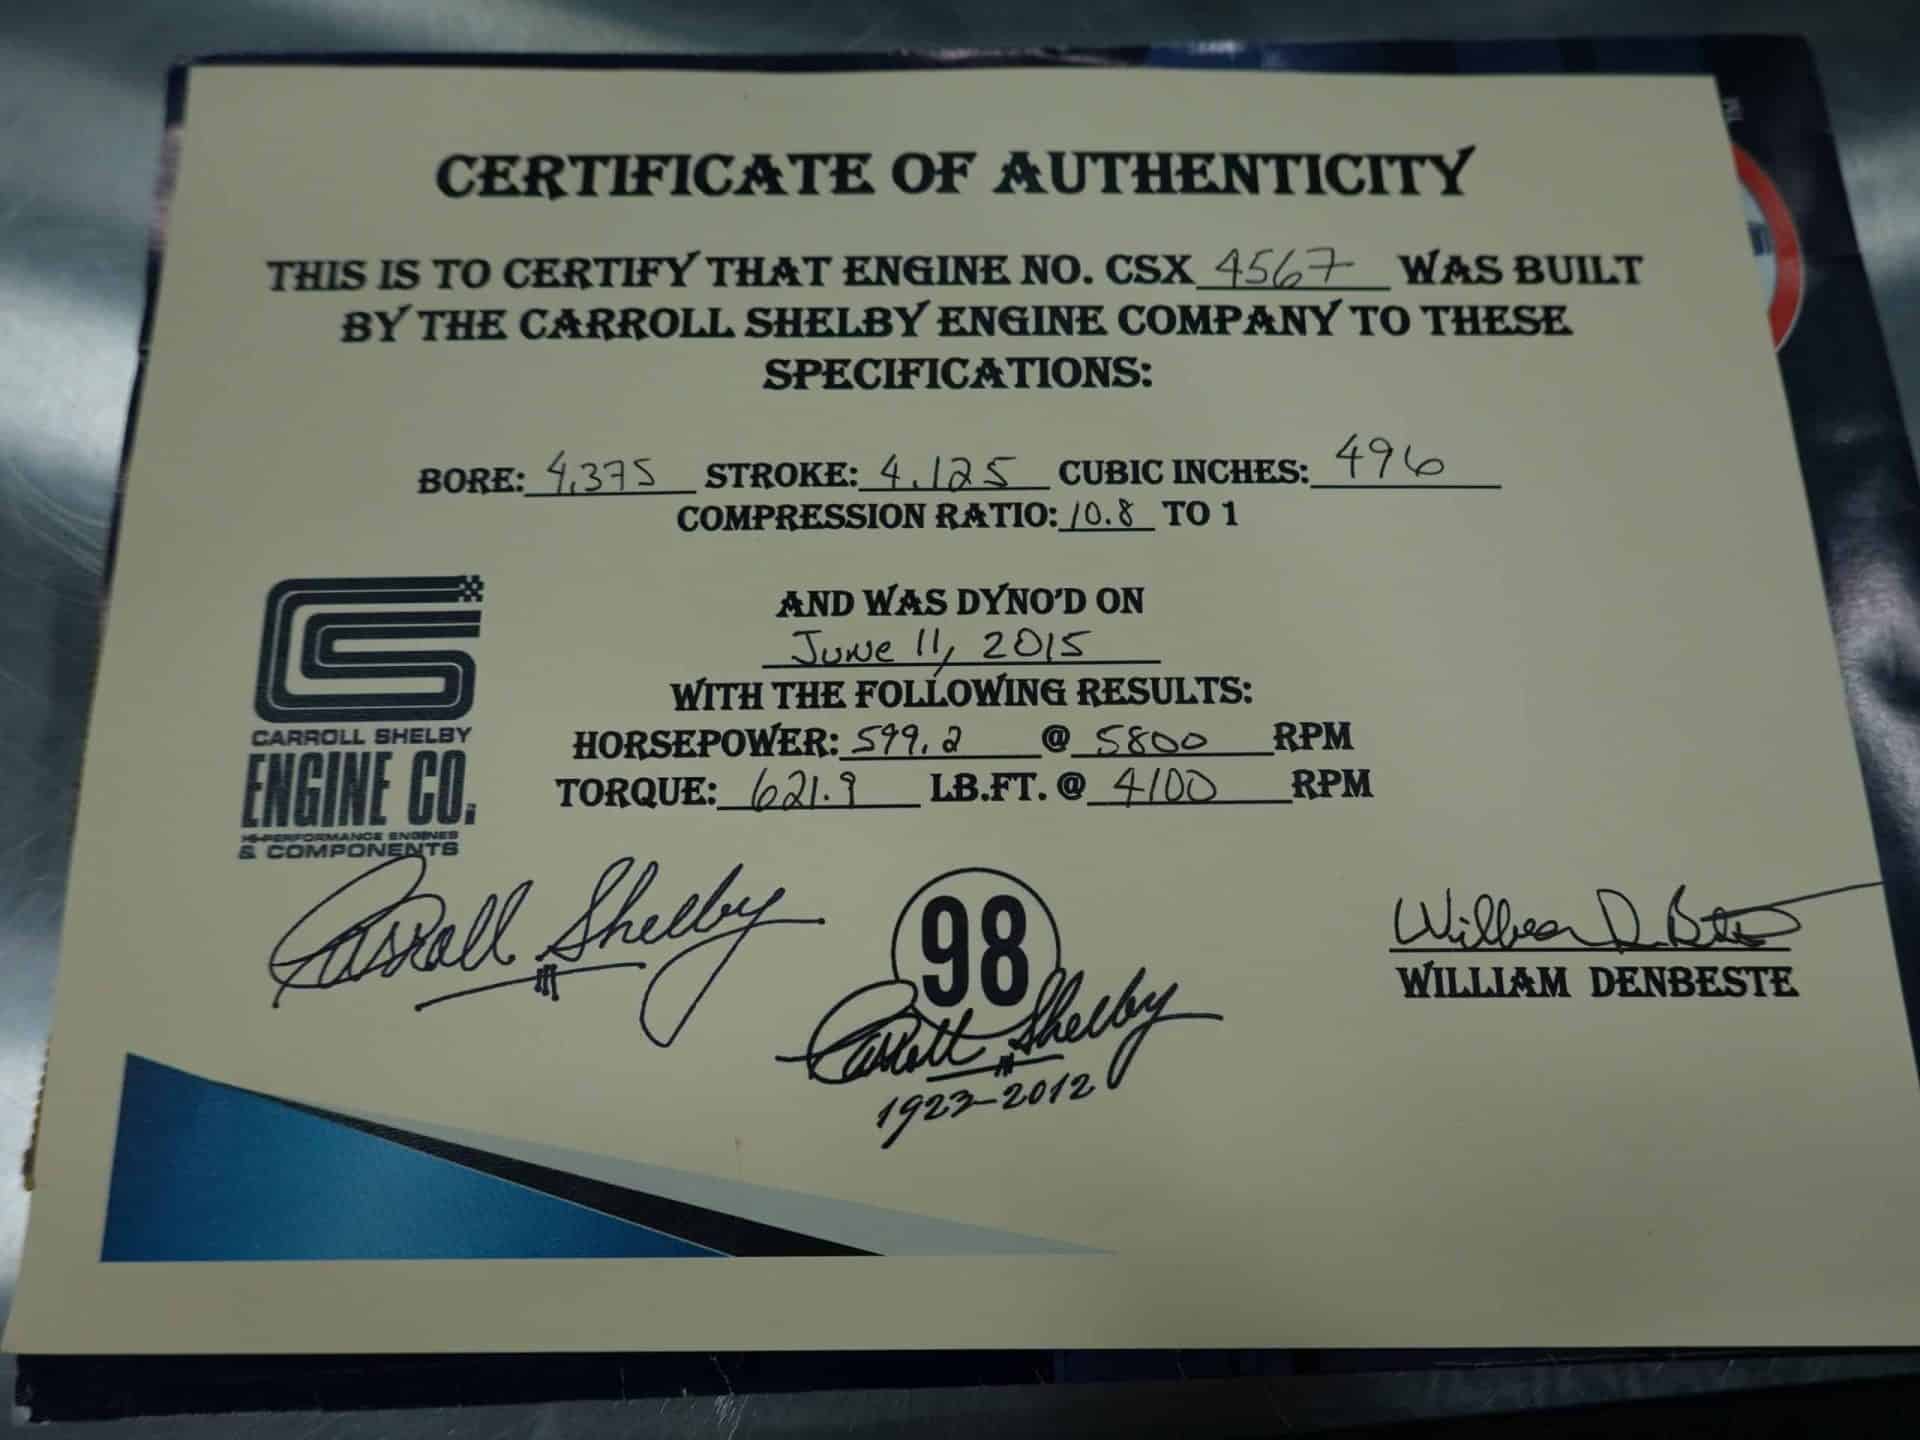 CERTIFICATE OF AUTHENTICITY
THIS IS TO CERTIFY THAT ENGINE NO. CSX 4567 WAS BUILT
BY THE CARROLL SHELBY ENGINE COMPANY TO THESE
SPECIFICATIONS:
BORE: 4.375 STROKE: 4.125 CUBIC INCHES: 496
COMPRESSION RATIO: 10.8 TO 1
AND WAS DYNO'D ON
June 11, 2015
WITH THE FOLLOWING RESULTS:
HORSEPOWER: 599.2 @ 5800 RPM
TORQUE: 621.9 LB.FT. @ 4100 RPM
CARROLL SHELBY
ENGINE CO.
HI-PERFORMANCE ENGINES
& COMPONENTS
Carroll Shelby
98
Carroll Shelby
1923-2012
William DenBeste
WILLIAM DENBESTE